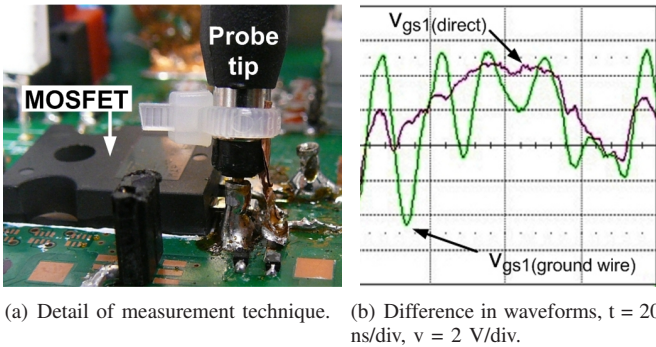 Probe
tip
MOSFET
Vgs1(direct)
Vgs1(ground wire)
(a) Detail of measurement technique.
(b) Difference in waveforms, t = 20
ns/div, v = 2 V/div.